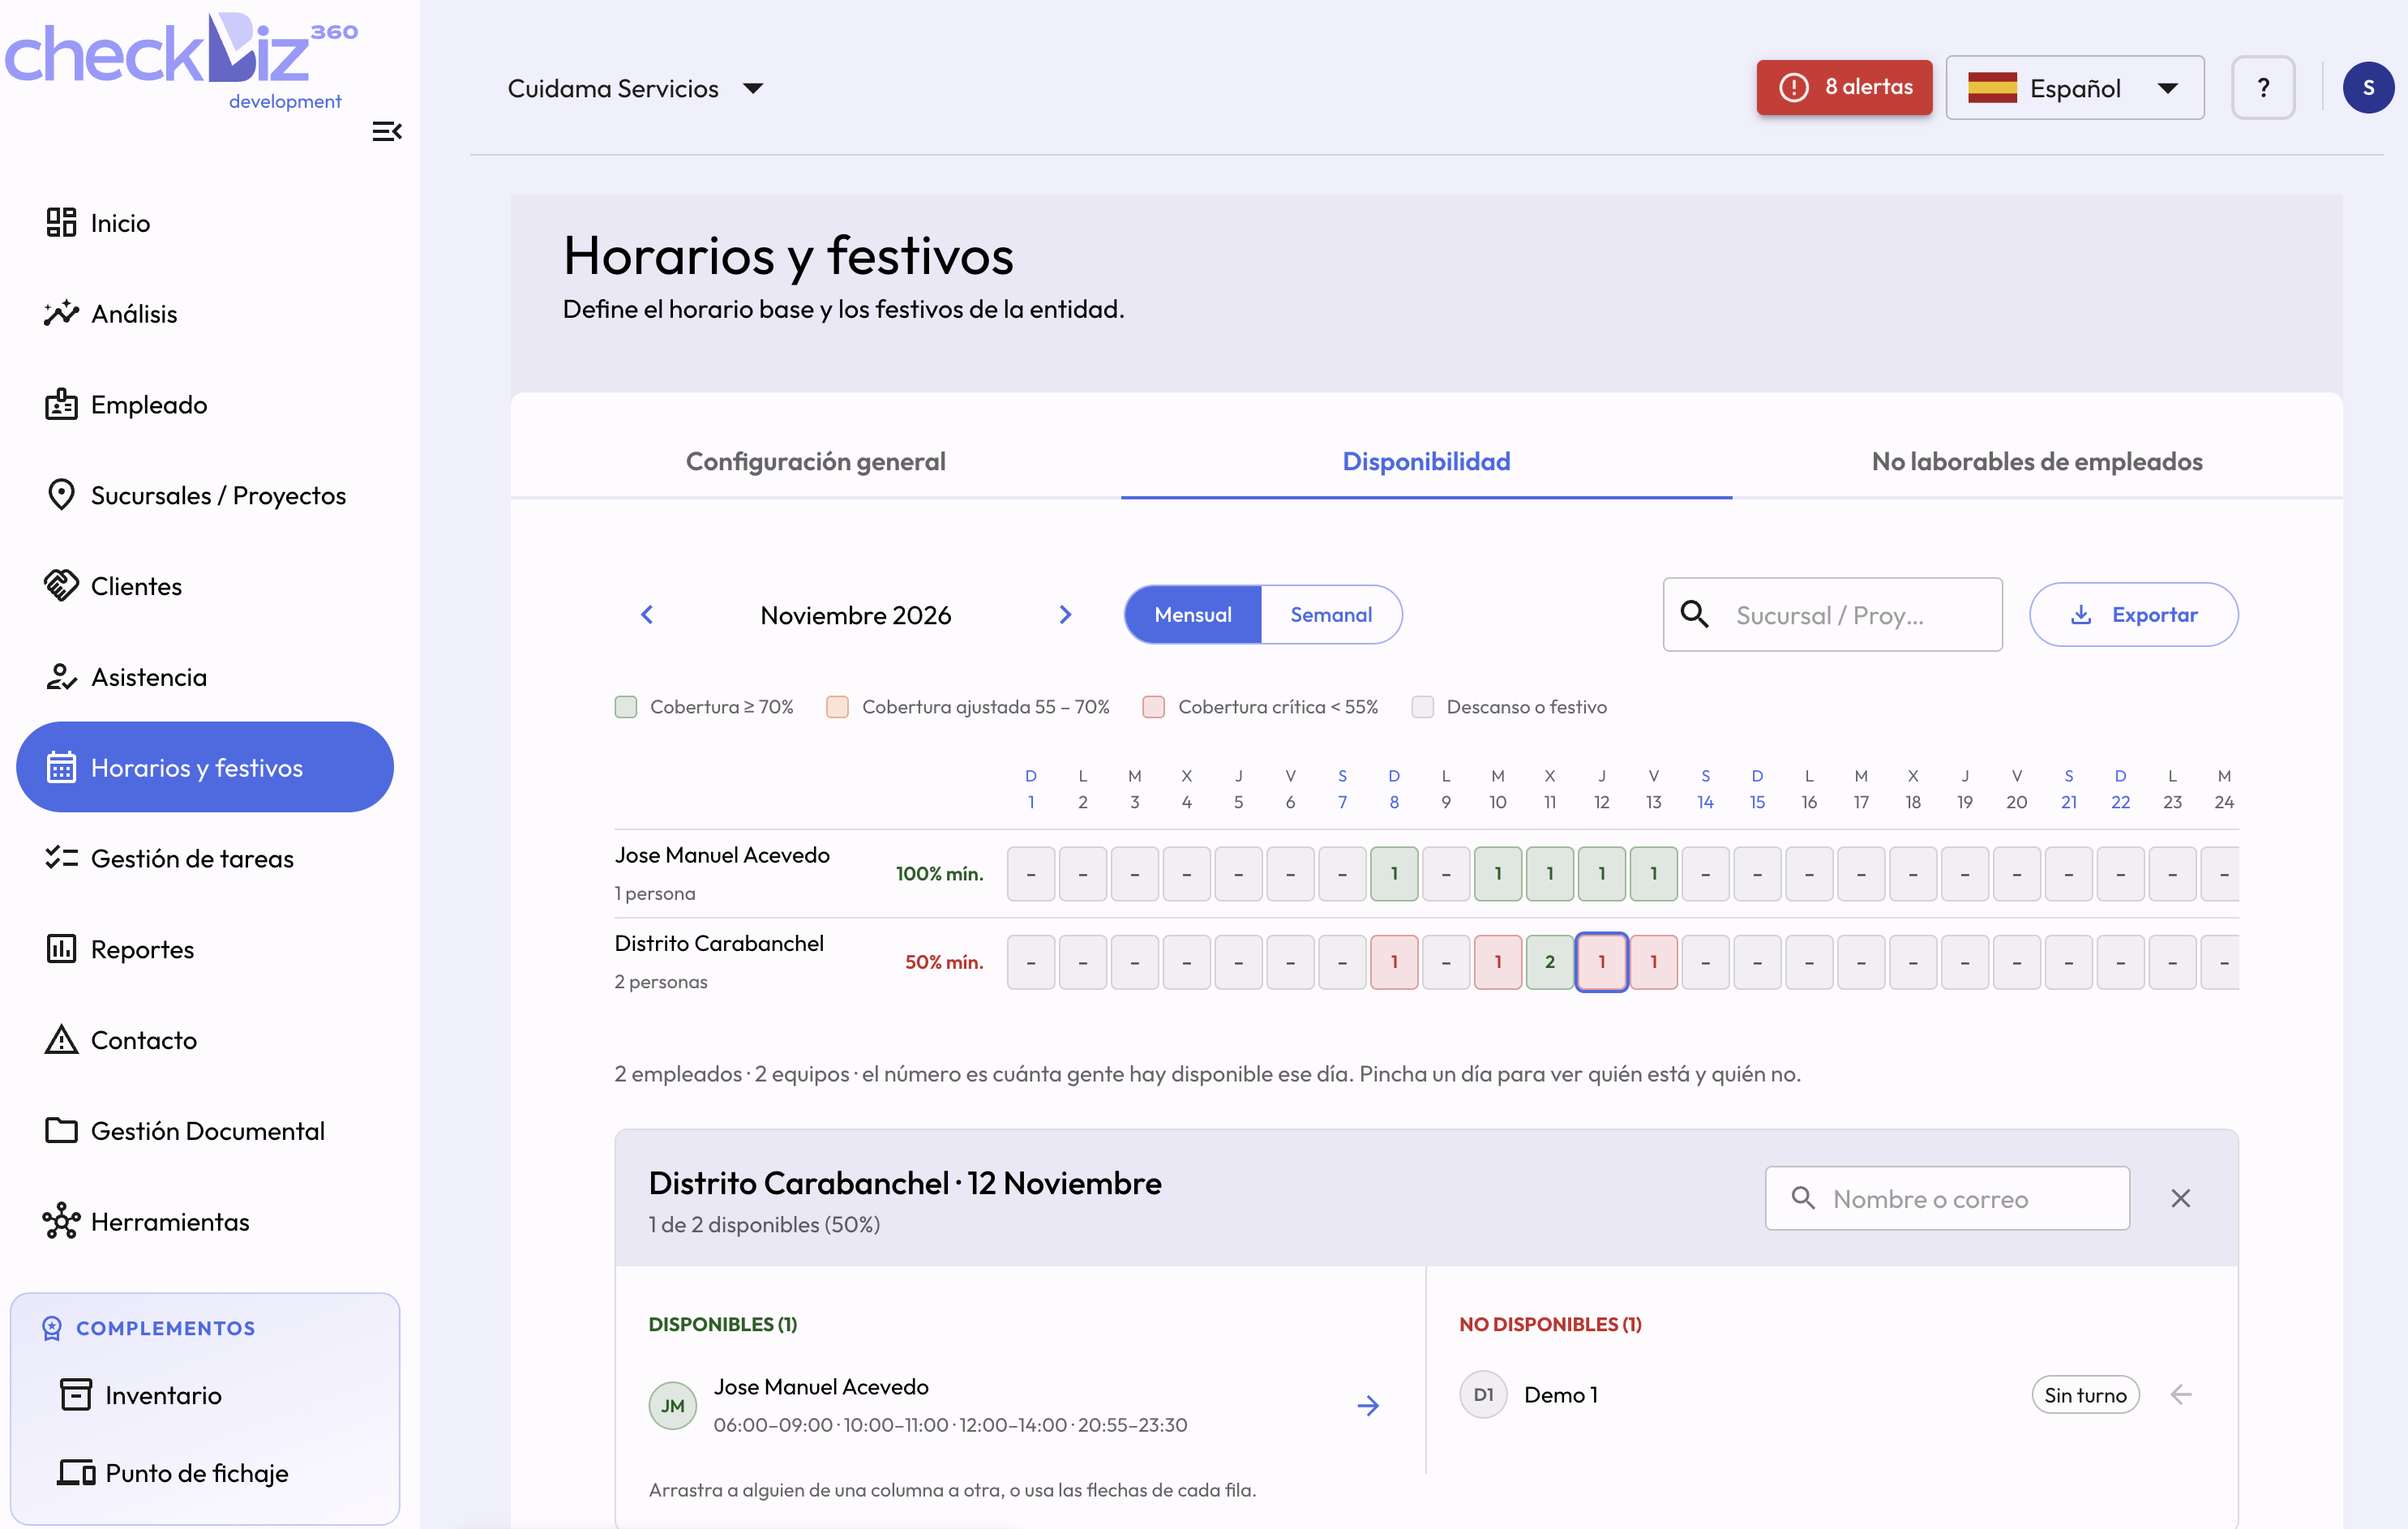 checkbiz 360
development
Cuidama Servicios
8 alertas
Español
?
S
Inicio
Análisis
Empleado
Sucursales / Proyectos
Clientes
Asistencia
Horarios y festivos
Gestión de tareas
Reportes
Contacto
Gestión Documental
Herramientas
COMPLEMENTOS
Inventario
Punto de fichaje
Horarios y festivos
Define el horario base y los festivos de la entidad.
Configuración general
Disponibilidad
No laborables de empleados
Noviembre 2026
Mensual
Semanal
Sucursal / Proy...
Exportar
Cobertura ≥ 70%
Cobertura ajustada 55 – 70%
Cobertura crítica < 55%
Descanso o festivo
D L M X J V S D L M X J V S D L M X J V S D L M
1 2 3 4 5 6 7 8 9 10 11 12 13 14 15 16 17 18 19 20 21 22 23 24
Jose Manuel Acevedo
1 persona
100% mín.
– – – – – – – 1 – 1 1 1 1 – – – – – – – – – – –
Distrito Carabanchel
2 personas
50% mín.
– – – – – – – 1 – 1 2 1 1 – – – – – – – – – – –
2 empleados · 2 equipos · el número es cuánta gente hay disponible ese día. Pincha un día para ver quién está y quién no.
Distrito Carabanchel · 12 Noviembre
1 de 2 disponibles (50%)
Nombre o correo
DISPONIBLES (1)
JM
Jose Manuel Acevedo
06:00–09:00 · 10:00–11:00 · 12:00–14:00 · 20:55–23:30
NO DISPONIBLES (1)
D1
Demo 1
Sin turno
Arrastra a alguien de una columna a otra, o usa las flechas de cada fila.